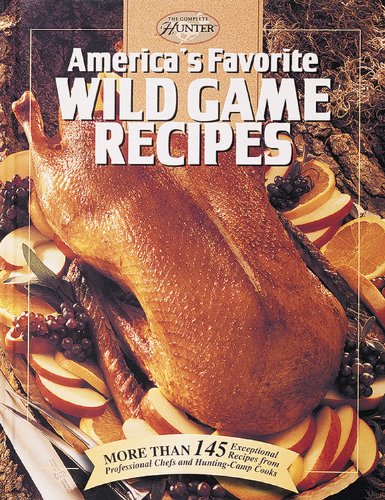 THE COMPLETE
HUNTER
America's Favorite
WILD GAME
RECIPES
MORE THAN 145 Exceptional Recipes from
Professional Chefs and Hunting-Camp Cooks